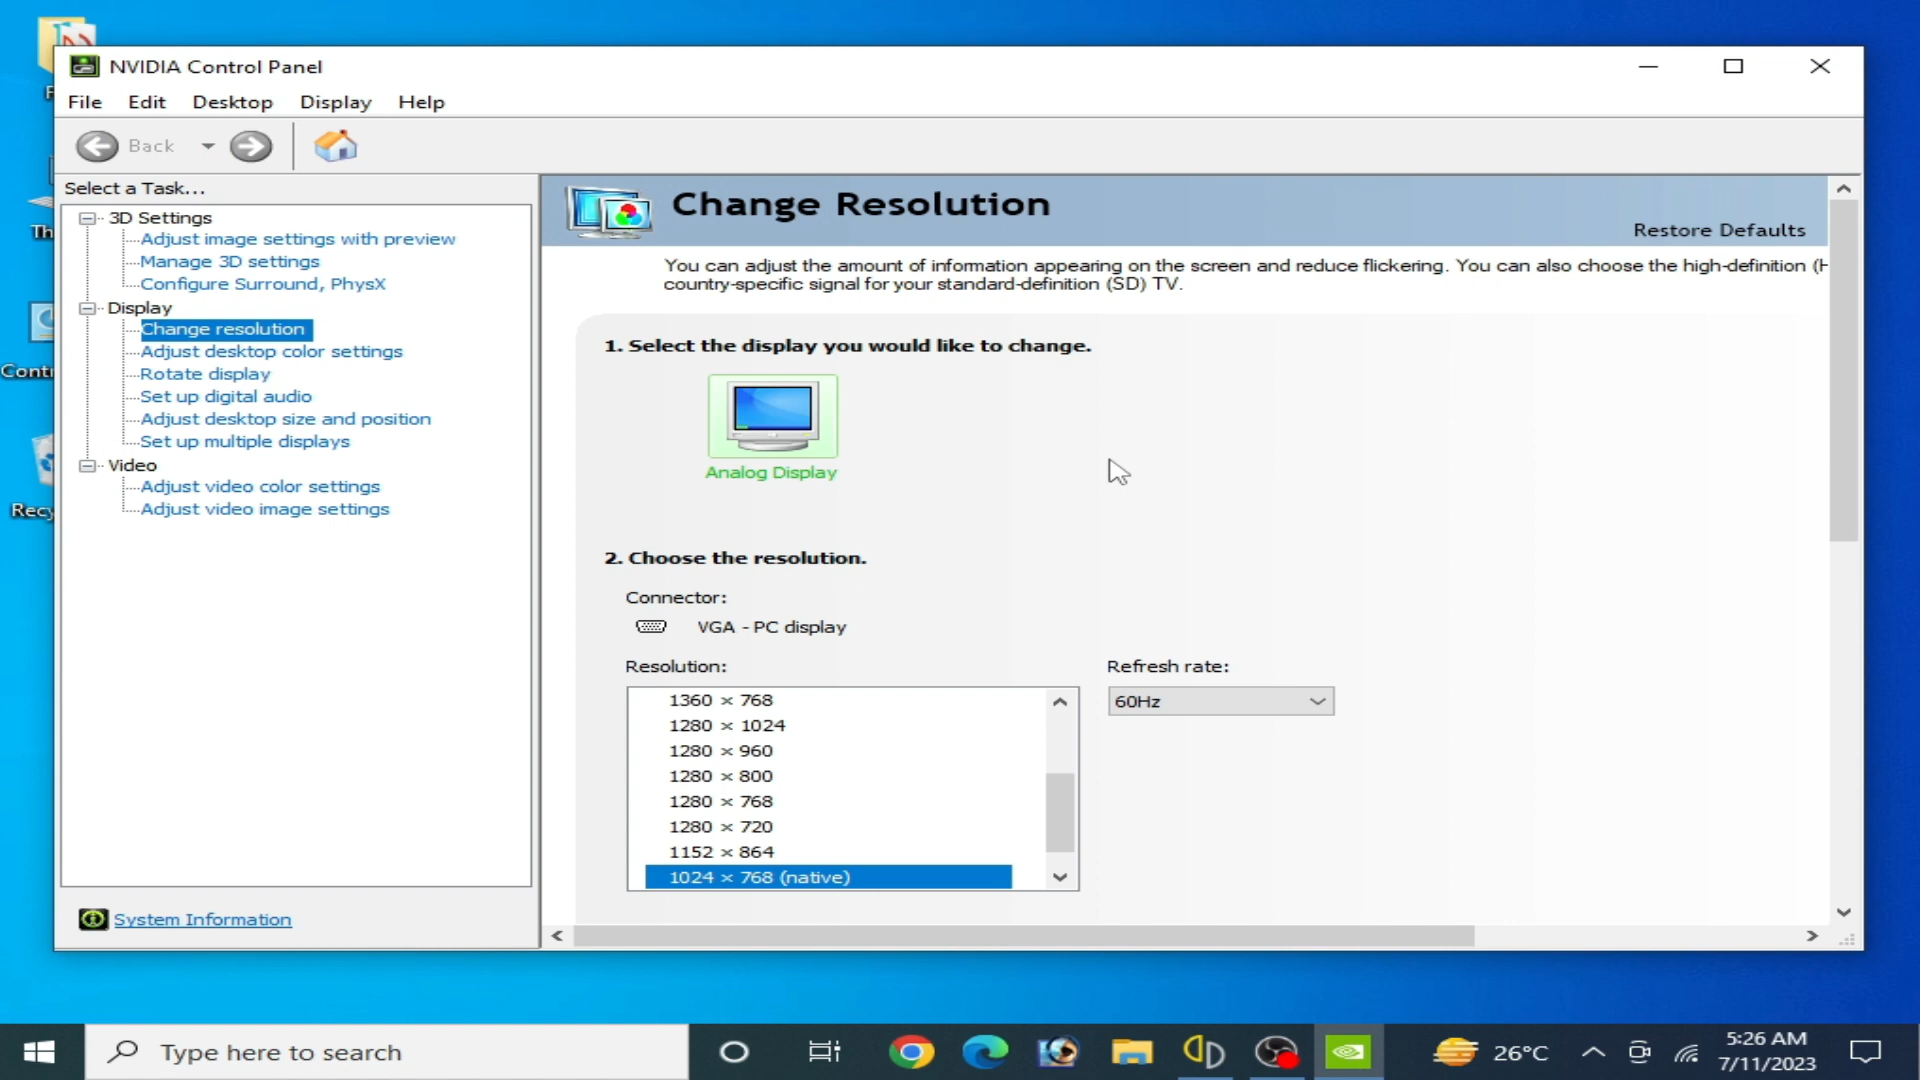 NVIDIA Control Panel
File Edit Desktop Display Help
Back
Select a Task...
3D Settings
Adjust image settings with preview
Manage 3D settings
Configure Surround, PhysX
Display
Change resolution
Adjust desktop color settings
Rotate display
Set up digital audio
Adjust desktop size and position
Set up multiple displays
Video
Adjust video color settings
Adjust video image settings
System Information
Change Resolution
Restore Defaults
You can adjust the amount of information appearing on the screen and reduce flickering. You can also choose the high-definition (H
country-specific signal for your standard-definition (SD) TV.
1. Select the display you would like to change.
Analog Display
2. Choose the resolution.
Connector:
VGA - PC display
Resolution:
1360 × 768
1280 × 1024
1280 × 960
1280 × 800
1280 × 768
1280 × 720
1152 × 864
1024 × 768 (native)
Refresh rate:
60Hz
Th
Cont
Recy
Type here to search
26°C
5:26 AM
7/11/2023